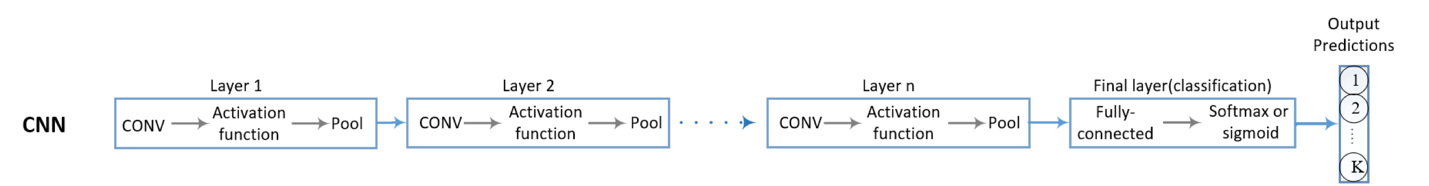 Output
Predictions
Layer 1
Layer 2
Layer n
Final layer(classification)
CNN
CONV
Activation
function
Pool
CONV
Activation
function
Pool
CONV
Activation
function
Pool
Fully-
connected
Softmax or
sigmoid
1
2
K